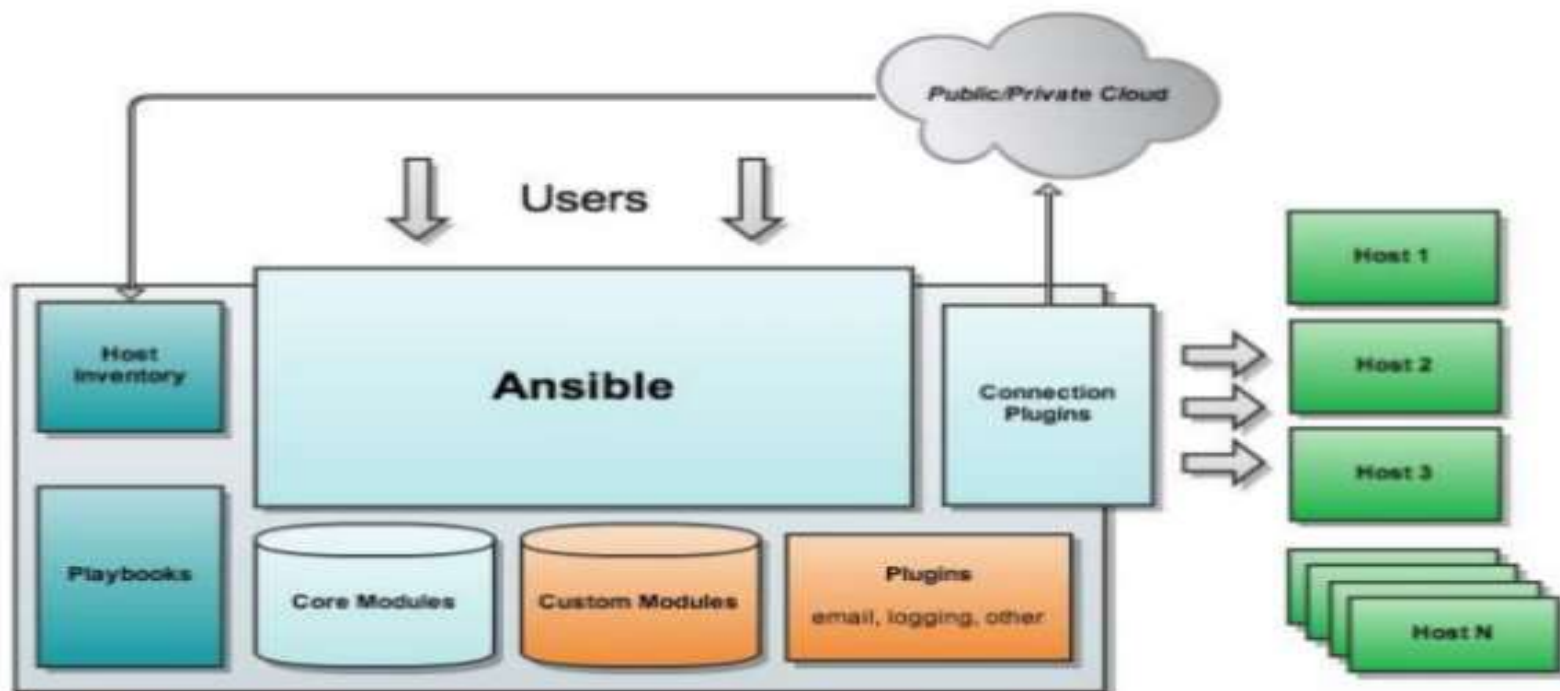 Public/Private Cloud
Users
Host
Inventory
Ansible
Connection
Plugins
Host 1
Host 2
Host 3
Host N
Playbooks
Core Modules
Custom Modules
Plugins
email, logging, other